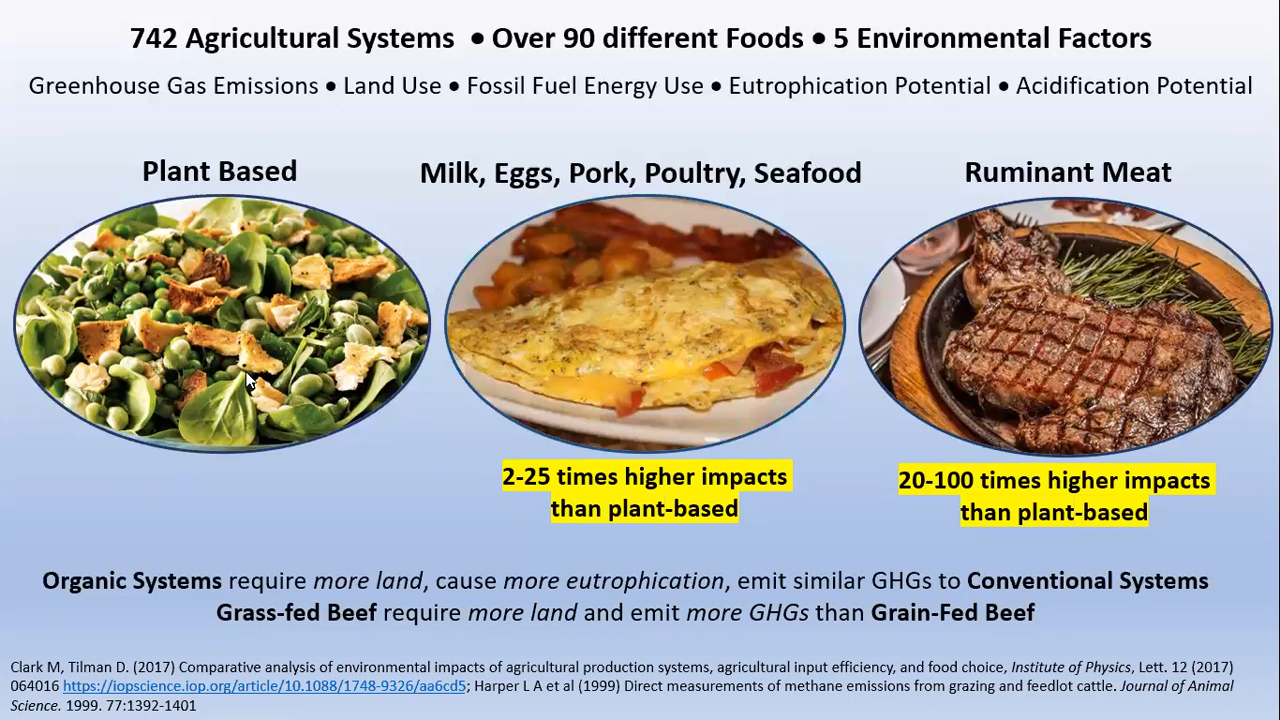 742 Agricultural Systems • Over 90 different Foods • 5 Environmental Factors
Greenhouse Gas Emissions • Land Use • Fossil Fuel Energy Use • Eutrophication Potential • Acidification Potential
Plant Based
Milk, Eggs, Pork, Poultry, Seafood
Ruminant Meat
2-25 times higher impacts
than plant-based
20-100 times higher impacts
than plant-based
Organic Systems require more land, cause more eutrophication, emit similar GHGs to Conventional Systems
Grass-fed Beef require more land and emit more GHGs than Grain-Fed Beef
Clark M, Tilman D. (2017) Comparative analysis of environmental impacts of agricultural production systems, agricultural input efficiency, and food choice, Institute of Physics, Lett. 12 (2017)
064016 https://iopscience.iop.org/article/10.1088/1748-9326/aa6cd5; Harper L A et al (1999) Direct measurements of methane emissions from grazing and feedlot cattle. Journal of Animal
Science. 1999. 77:1392-1401